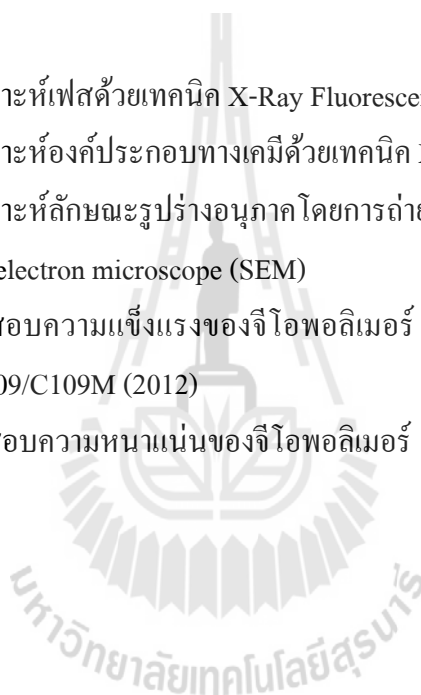 าะห์เฟสด้วยเทคนิค X-Ray Fluorescen
าะห์องค์ประกอบทางเคมีด้วยเทคนิค X
าะห์ลักษณะรูปร่างอนุภาคโดยการถ่าย
electron microscope (SEM)
สอบความแข็งแรงของจีโอพอลิเมอร์
09/C109M (2012)
สอบความหนาแน่นของจีโอพอลิเมอร์
มหาวิทยาลัยเทคโนโลยีสุรนารี